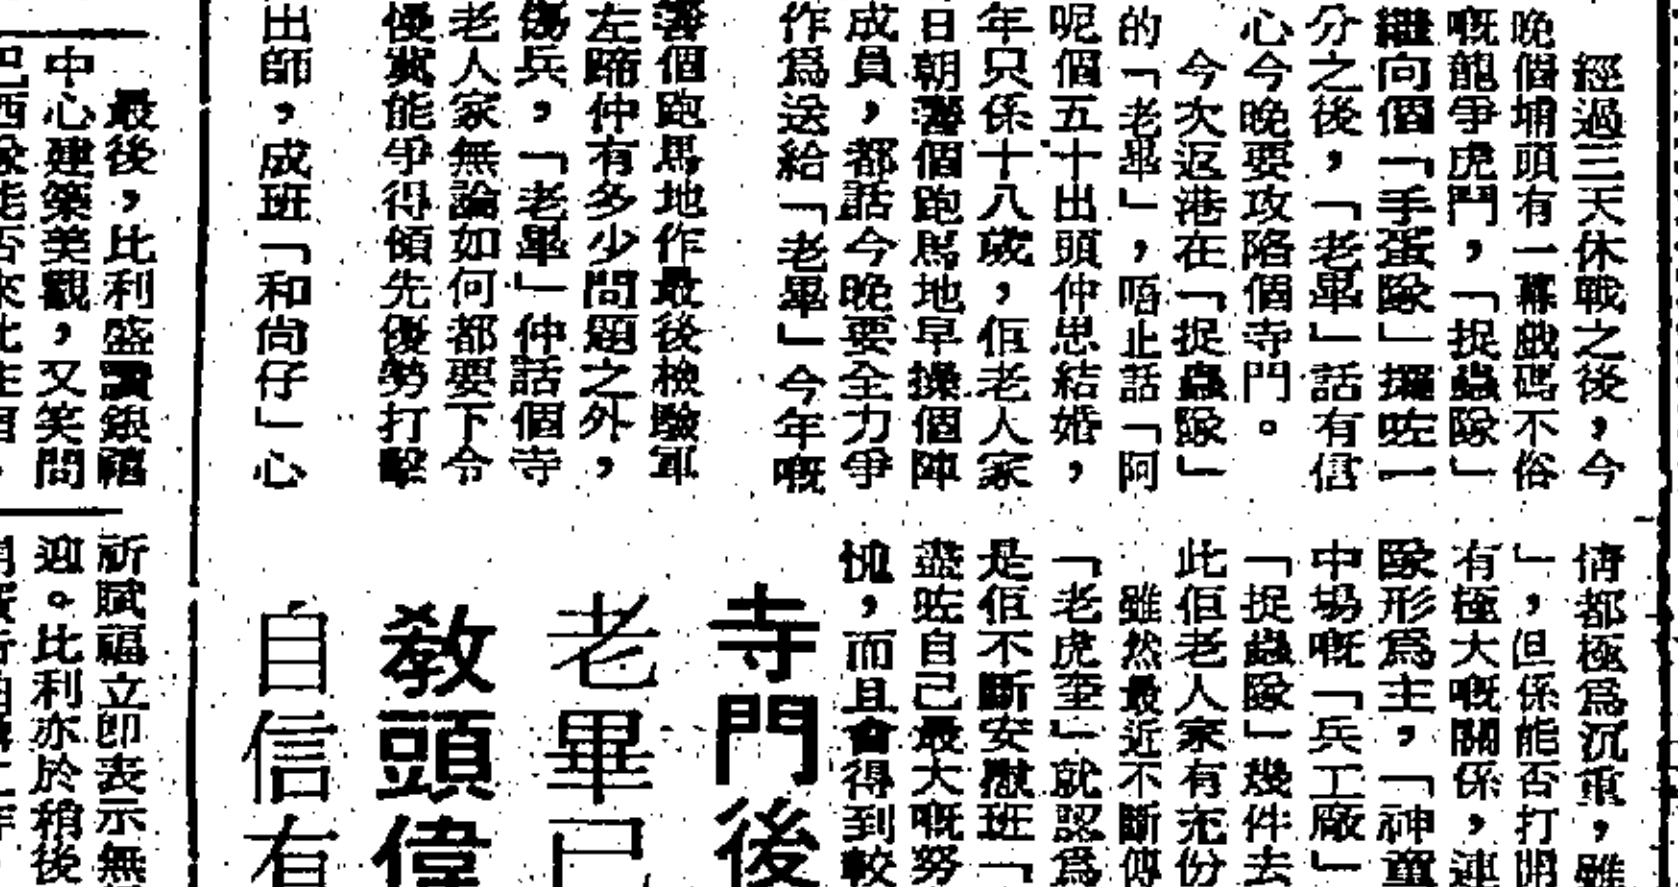 經過三天休戰之後，今
晚個埔頭有一幕戲碼不俗
嘅龍爭虎鬥，「捉蟲隊」
繼向個「手蛋隊」攞咗一
分之後，「老畢」話有信
心今晚要攻陷個寺門。
今次返港在「捉蟲隊」
的「老畢」，唔止話「阿
呢個五十出頭仲思結婚，
年只係十八歲，佢老人家
日朝響個跑馬地早操個陣
成員，都話今晚要全力爭
作爲送給「老畢」今年嘅
響個跑馬地作最後檢驗軍
左蹄仲有多少問題之外，
傷兵，「老畢」仲話個寺
老人家無論如何都要下令
優異能爭得領先優勢打擊
出師，成班「和尚仔」心
情都極爲沉重，雖
」，但係能否打開
有極大嘅關係，連
隊形爲主，「神童
中場嘅「兵工廠」
「捉蟲隊」幾件去
此佢老人家有充份
雖然最近不斷傳
「老虎奎」就認爲
是佢不斷安慰班「
盡咗自己最大嘅努
愧，而且會得到較
寺門後
老畢已
教頭偉
自信有
最後，比利盛讚銀禧
中心建築美觀，又笑問
祈賦福立即表示無
迎。比利亦於稍後